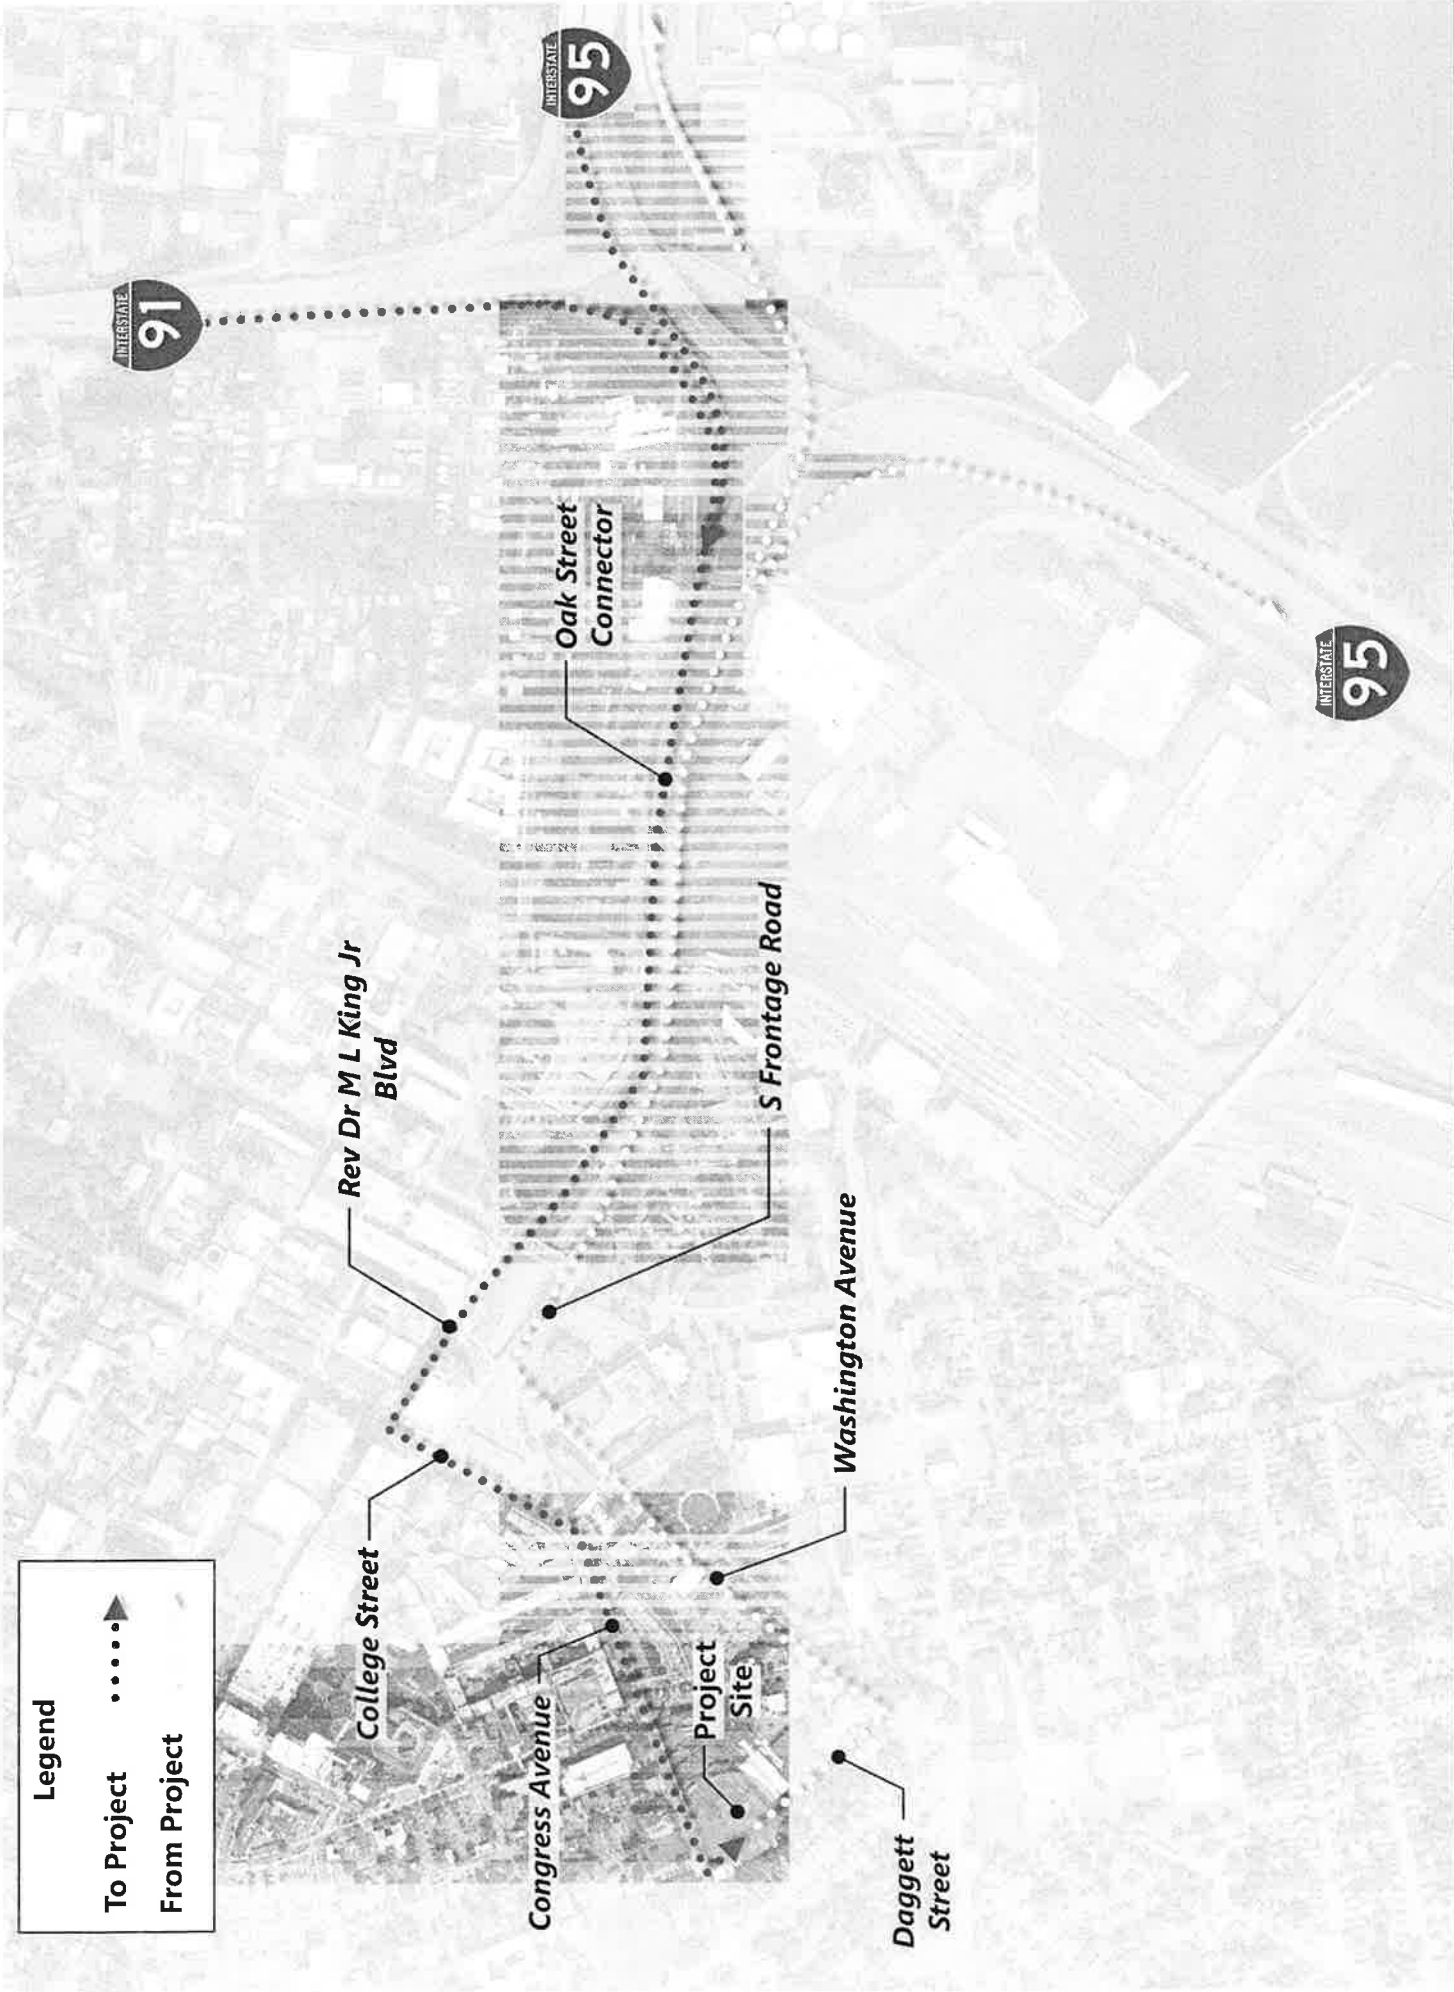 Legend
To Project
From Project
INTERSTATE
91
INTERSTATE
95
Rev Dr M L King Jr
Blvd
College Street
Oak Street
Connector
Congress Avenue
Project
Site
S Frontage Road
Washington Avenue
Daggett
Street
INTERSTATE
95